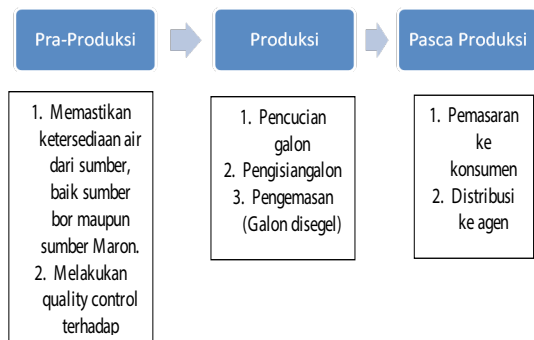 Pra-Produksi
Produksi
Pasca Produksi
1. Memastikan
ketersediaan air
dari sumber,
baik sumber
bor maupun
sumber Maron.
2. Melakukan
quality control
terhadap
1. Pencucian
galon
2. Pengisiangalon
3. Pengemasan
(Galon disegel)
1. Pemasaran
ke
konsumen
2. Distribusi
ke agen